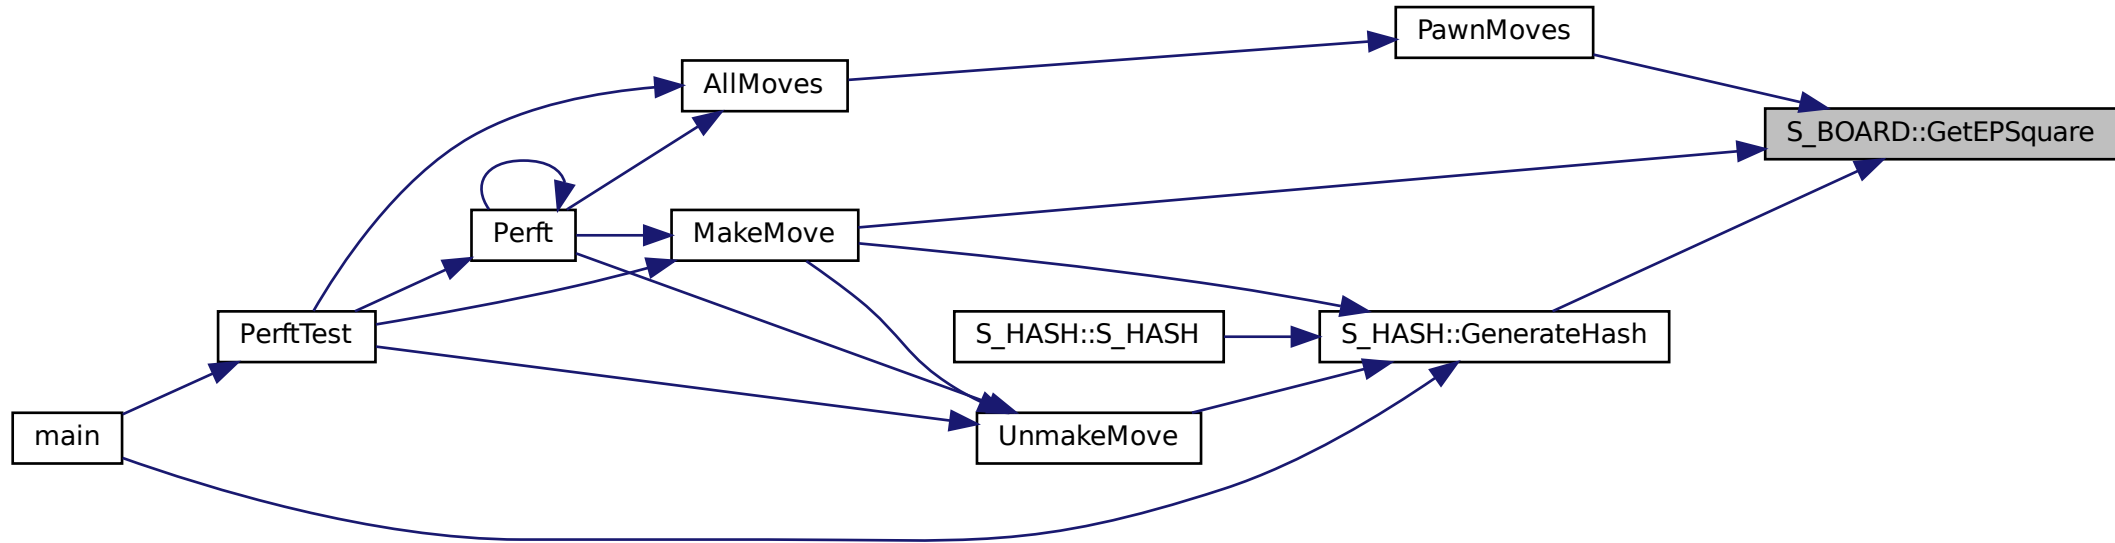 PawnMoves
AllMoves
S_BOARD::GetEPSquare
Perft
MakeMove
PerftTest
S_HASH::S_HASH
S_HASH::GenerateHash
main
UnmakeMove